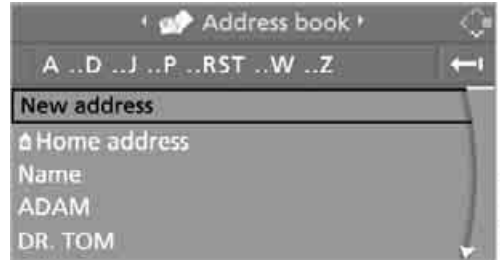 Address book
A ..D ..J ..P ..RST ..W ..Z
New address
Home address
Name
ADAM
DR. TOM